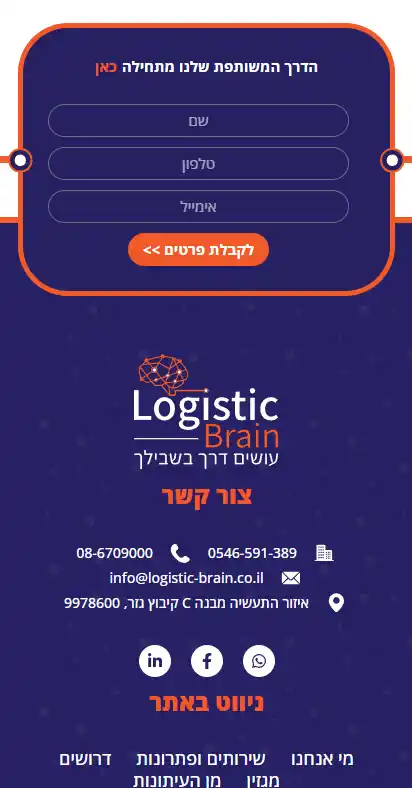 הדרך המשותפת שלנו מתחילה כאן
שם
טלפון
אימייל
לקבלת פרטים >>
Logistic
Brain
עושים דרך בשבילך
צור קשר
0546-591-389 08-6709000
info@logistic-brain.co.il
איזור התעשיה מבנה C קיבוץ גזר, 9978600
ניווט באתר
מי אנחנו שירותים ופתרונות דרושים
מגזין מן העיתונות